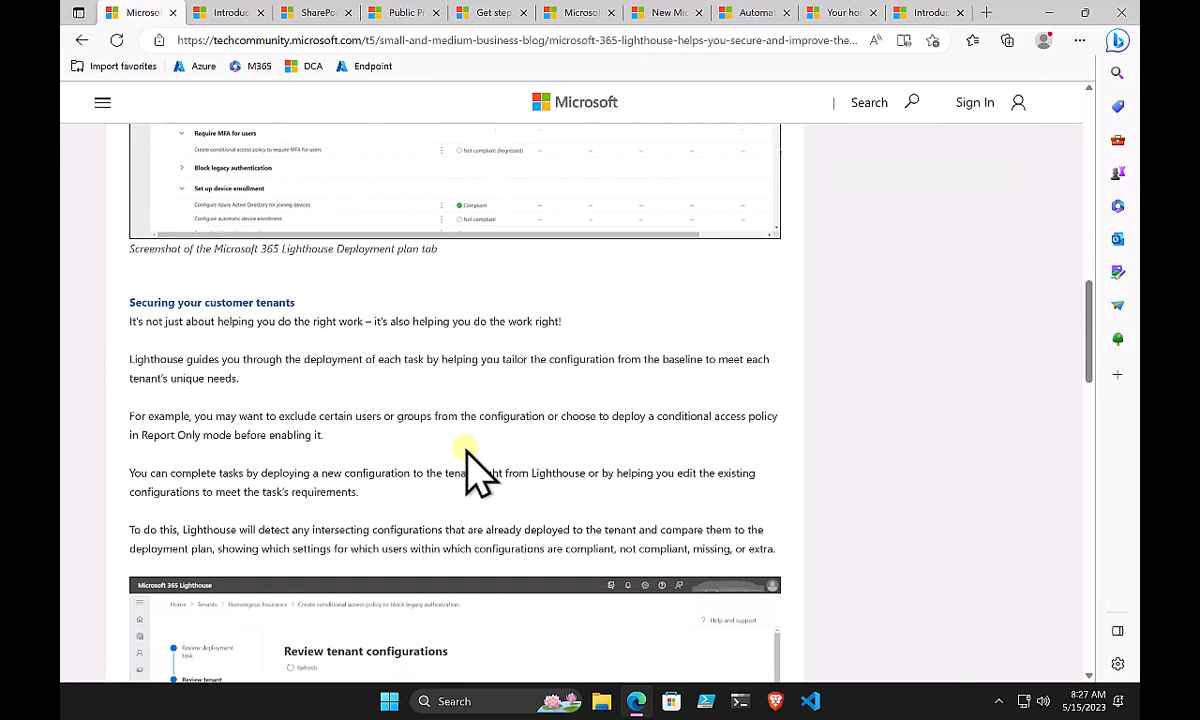 Microsof
Introduc
SharePo
Public Pr
Get step
Microso
New Mic
Automat
Your ho
Introduc
https://techcommunity.microsoft.com/t5/small-and-medium-business-blog/microsoft-365-lighthouse-helps-you-secure-and-improve-the...
Import favorites
Azure
M365
DCA
Endpoint
Microsoft
Search
Sign In
Require MFA for users
Create conditional access policy to require MFA for users
Not compliant (Regressed)
Block legacy authentication
Set up device enrollment
Configure Azure Active Directory for joining devices
Compliant
Configure automatic device enrollment
Not compliant
Screenshot of the Microsoft 365 Lighthouse Deployment plan tab
Securing your customer tenants
It's not just about helping you do the right work – it's also helping you do the work right!
Lighthouse guides you through the deployment of each task by helping you tailor the configuration from the baseline to meet each
tenant's unique needs.
For example, you may want to exclude certain users or groups from the configuration or choose to deploy a conditional access policy
in Report Only mode before enabling it.
You can complete tasks by deploying a new configuration to the tena ht from Lighthouse or by helping you edit the existing
configurations to meet the task's requirements.
To do this, Lighthouse will detect any intersecting configurations that are already deployed to the tenant and compare them to the
deployment plan, showing which settings for which users within which configurations are compliant, not compliant, missing, or extra.
Microsoft 365 Lighthouse
Home > Tenants > Humongous Insurance > Create conditional access policy to block legacy authorization
Help and support
Review deployment
task
Review tenant configurations
Refresh
Review tenant
Search
8:27 AM
5/15/2023